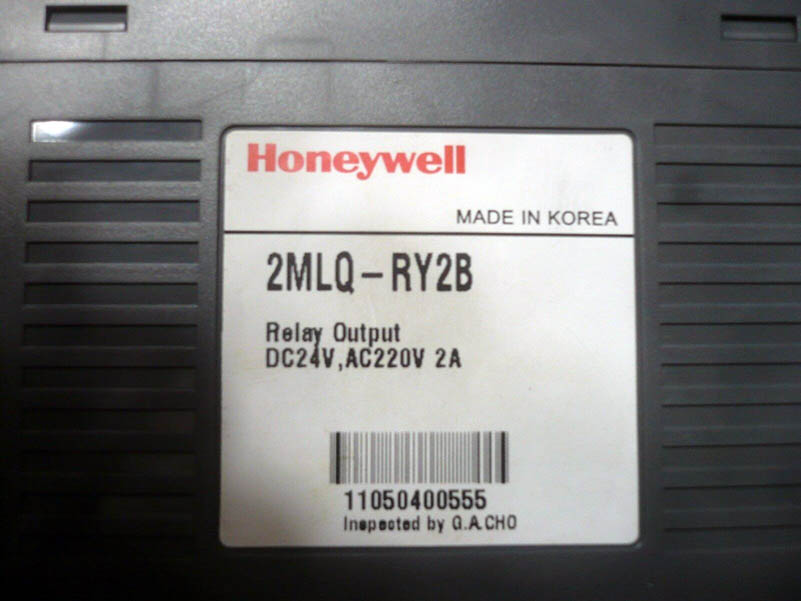 Honeywell
MADE IN KOREA
2MLQ-RY2B
Relay Output
DC24V,AC220V 2A
11050400555
Inspected by G.A.CHO